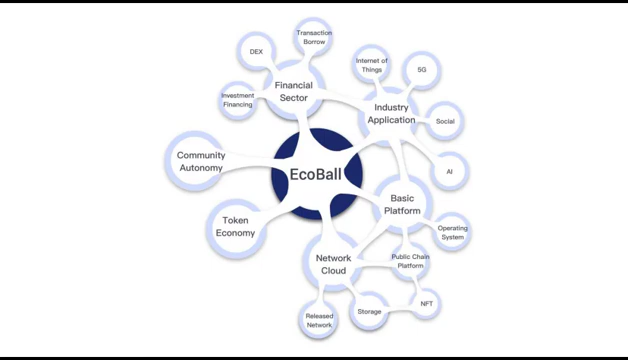 Transaction
Borrow
DEX
Investment
Financing
Financial
Sector
Internet of
Things
5G
Industry
Application
Social
AI
Community
Autonomy
EcoBall
Basic
Platform
Token
Economy
Operating
System
Network
Cloud
Public Chain
Platform
Released
Network
Storage
NFT